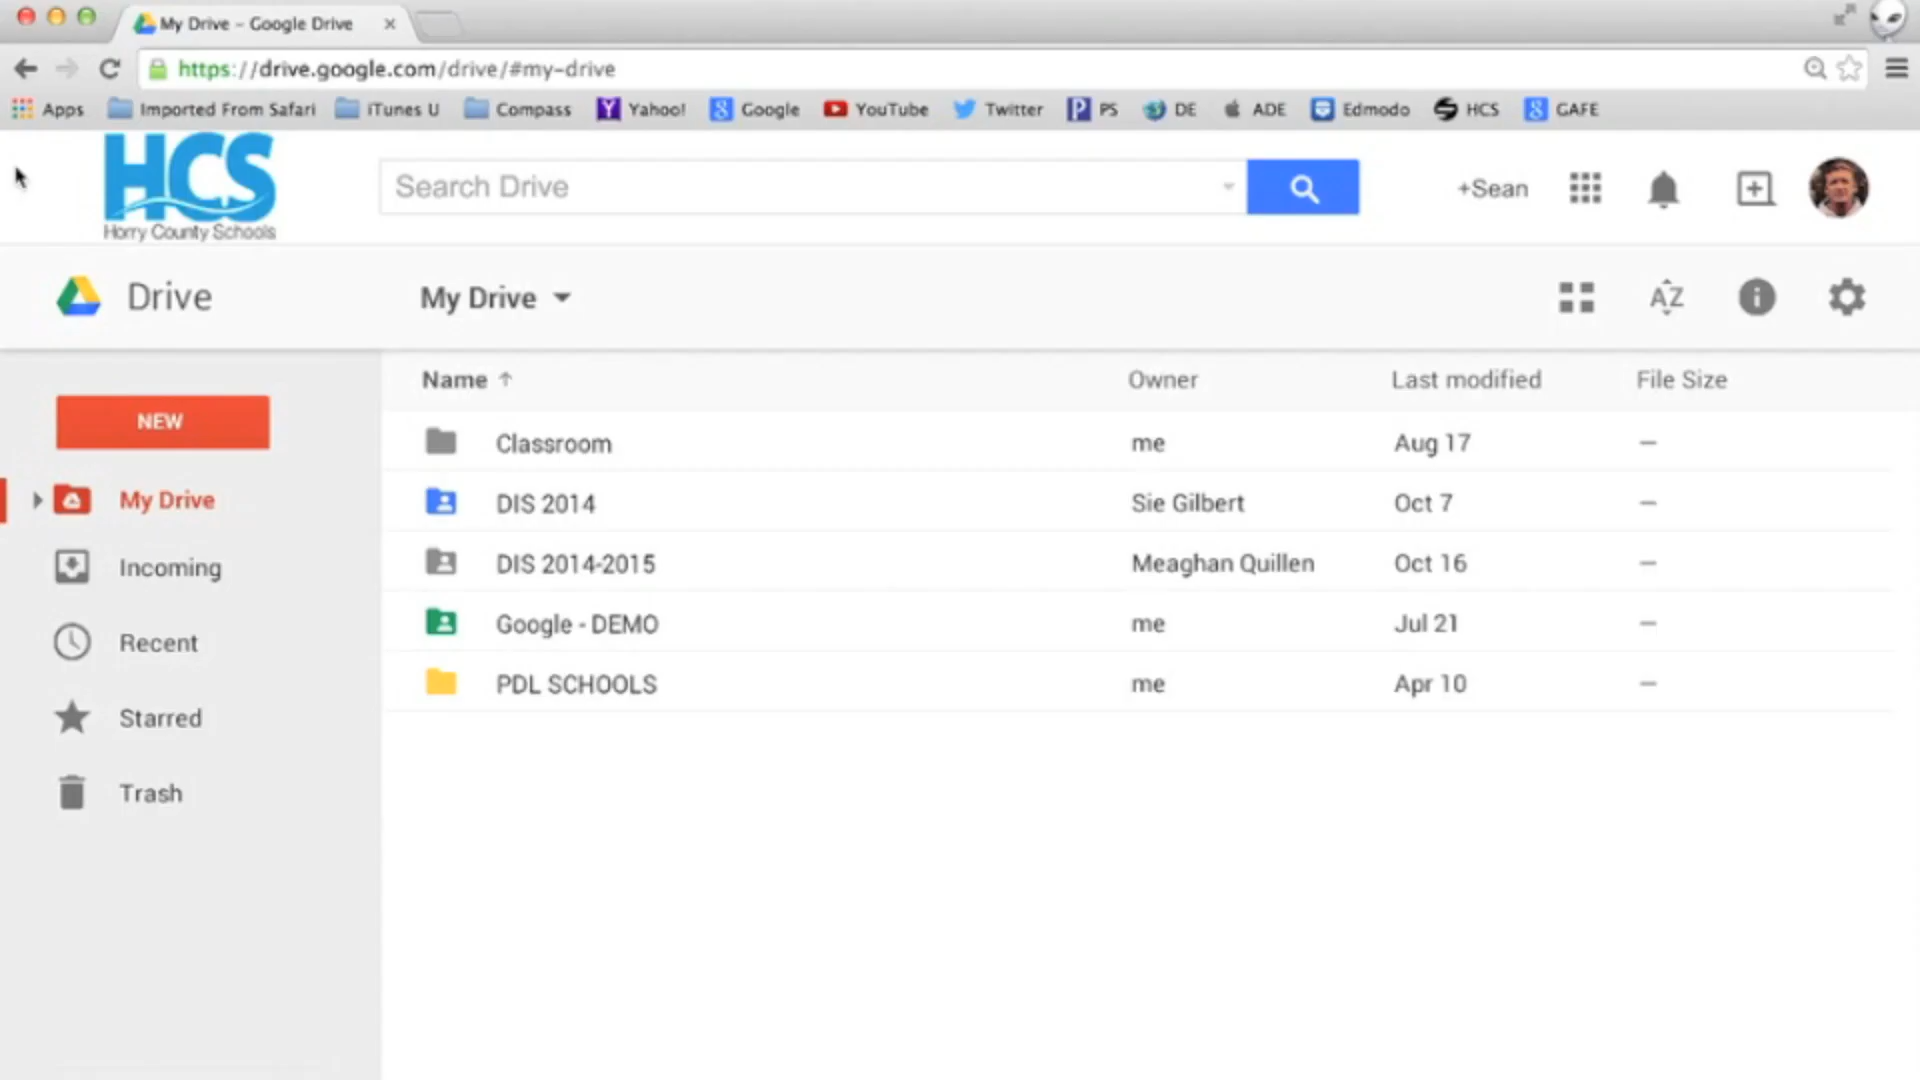 My Drive – Google Drive
https://drive.google.com/drive/#my-drive
Apps Imported From Safari iTunes U Compass Yahoo! Google YouTube Twitter PS DE ADE Edmodo HCS GAFE
HCS
Horry County Schools
Search Drive
+Sean
Drive
My Drive
AZ
Name Owner Last modified File Size
NEW
Classroom me Aug 17 –
My Drive
DIS 2014 Sie Gilbert Oct 7 –
Incoming
DIS 2014-2015 Meaghan Quillen Oct 16 –
Google - DEMO me Jul 21 –
Recent
PDL SCHOOLS me Apr 10 –
Starred
Trash